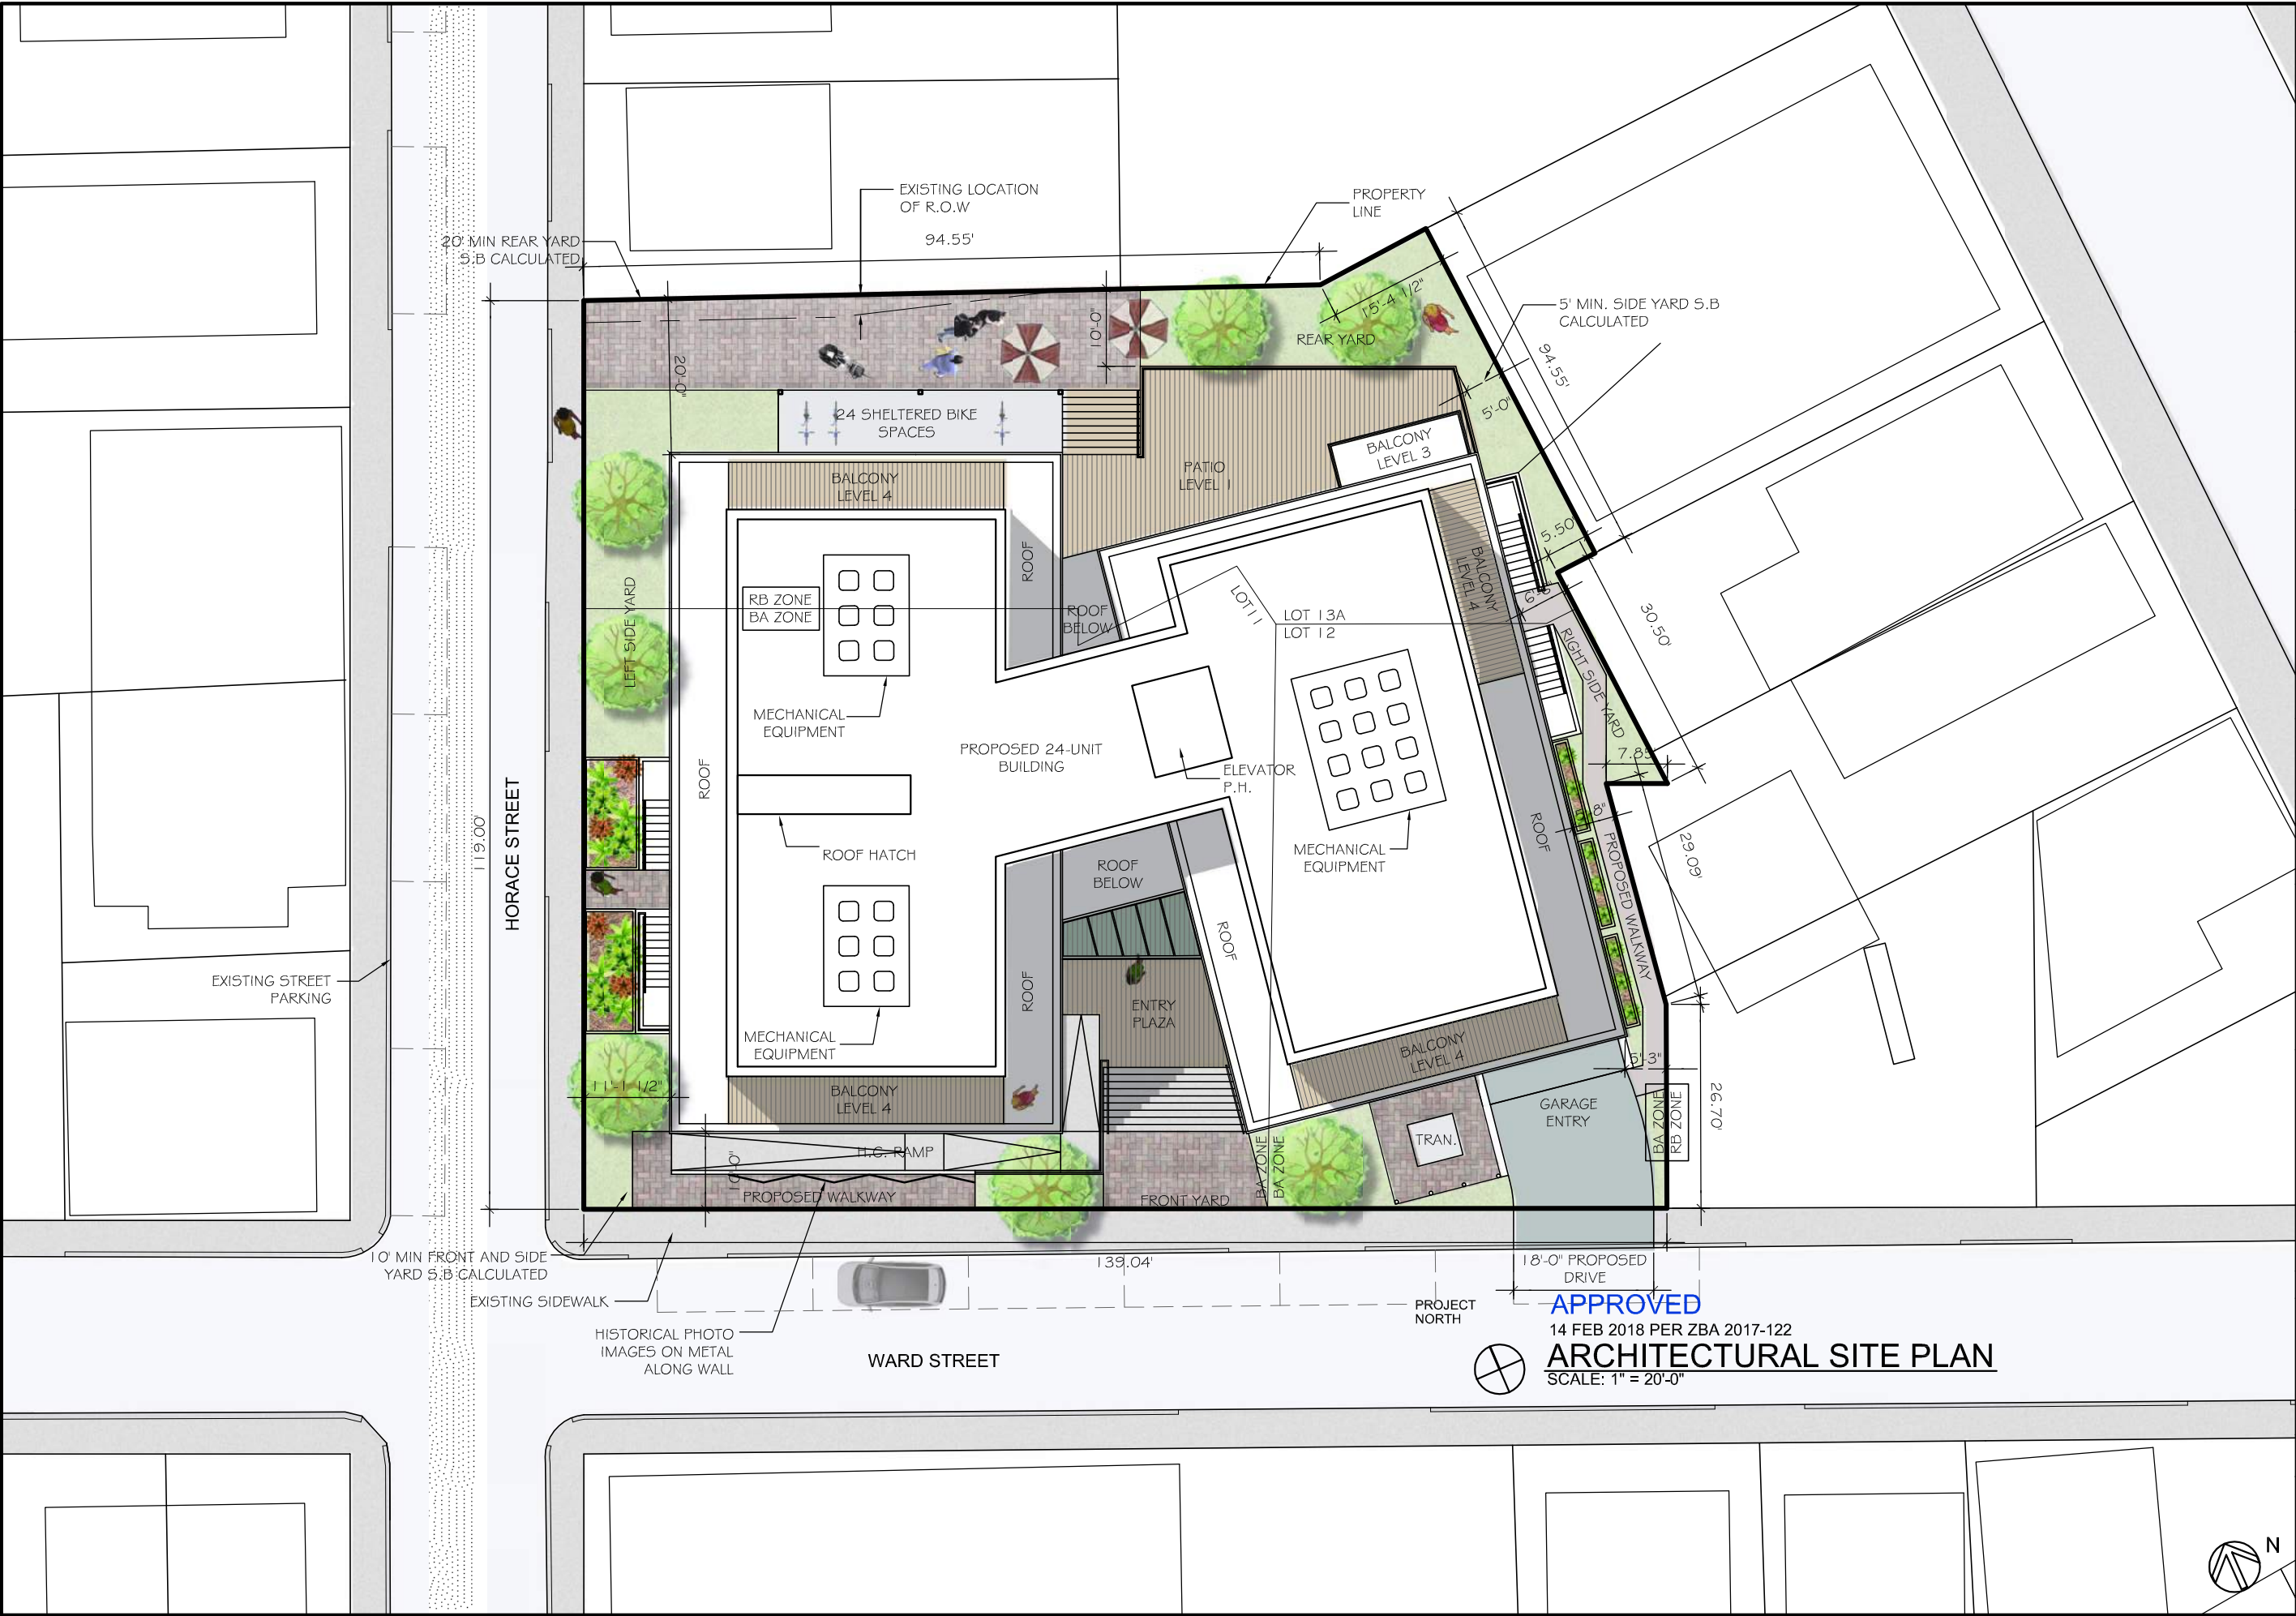 EXISTING LOCATION
OF R.O.W
94.55'
PROPERTY
LINE
20' MIN REAR YARD
S.B CALCULATED
15'-4 1/2"
REAR YARD
5' MIN. SIDE YARD S.B
CALCULATED
10'-0"
20'-0"
94.55'
5'-0"
24 SHELTERED BIKE
SPACES
BALCONY
LEVEL 3
PATIO
LEVEL 1
BALCONY
LEVEL 4
5.50'
ROOF
BALCONY
LEVEL 4
RB ZONE
BA ZONE
ROOF
BELOW
LOT 11
LOT 13A
LOT 12
30.50'
LEFT SIDE YARD
RIGHT SIDE YARD
MECHANICAL
EQUIPMENT
PROPOSED 24-UNIT
BUILDING
ELEVATOR
P.H.
7.85'
ROOF
HORACE STREET
119.00'
ROOF HATCH
ROOF
BELOW
MECHANICAL
EQUIPMENT
ROOF
29.09'
PROPOSED WALKWAY
ROOF
ROOF
EXISTING STREET
PARKING
ENTRY
PLAZA
MECHANICAL
EQUIPMENT
BALCONY
LEVEL 4
5'-3"
11'-1 1/2"
BALCONY
LEVEL 4
GARAGE
ENTRY
BA ZONE
RB ZONE
26.70'
TRAN.
H.C. RAMP
10'-0"
PROPOSED WALKWAY
FRONT YARD
BA ZONE
BA ZONE
10' MIN FRONT AND SIDE
YARD S.B CALCULATED
139.04'
18'-0" PROPOSED
DRIVE
EXISTING SIDEWALK
PROJECT
NORTH
APPROVED
14 FEB 2018 PER ZBA 2017-122
HISTORICAL PHOTO
IMAGES ON METAL
ALONG WALL
WARD STREET
ARCHITECTURAL SITE PLAN
SCALE: 1" = 20'-0"
N